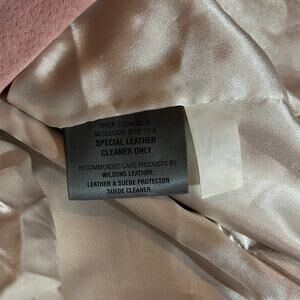 WHEN CLEANING IS
NECESSARY SEND TO A
SPECIAL LEATHER
CLEANER ONLY
RECOMMENDED CARE PRODUCTS BY
WILSONS LEATHER:
LEATHER & SUEDE PROTECTOR
SUEDE CLEANER